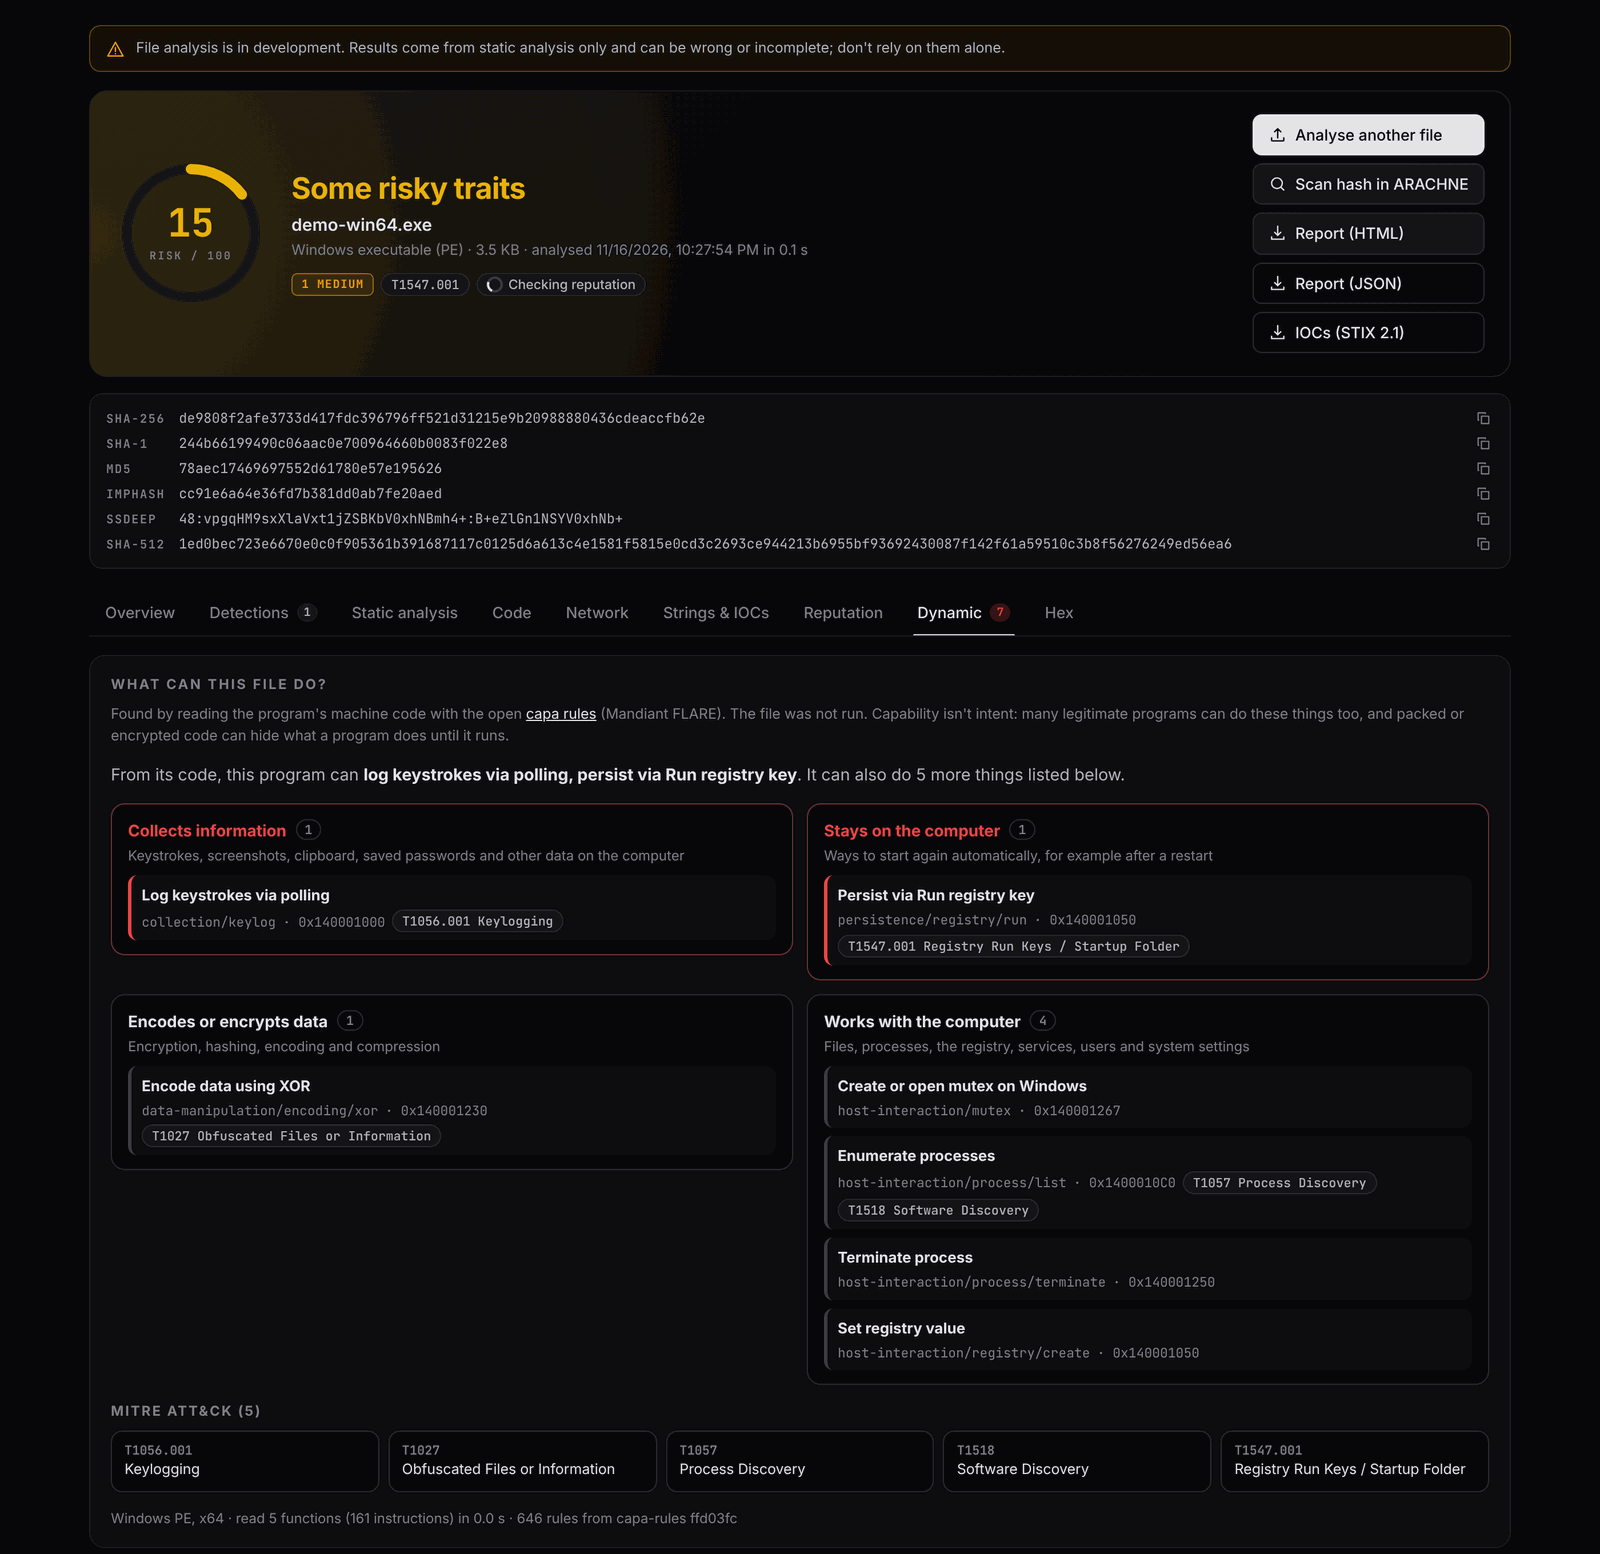 File analysis is in development. Results come from static analysis only and can be wrong or incomplete; don't rely on them alone.
15
RISK / 100
Some risky traits
demo-win64.exe
Windows executable (PE) · 3.5 KB · analysed 11/16/2026, 10:27:54 PM in 0.1 s
1 MEDIUM T1547.001 Checking reputation
Analyse another file
Scan hash in ARACHNE
Report (HTML)
Report (JSON)
IOCs (STIX 2.1)
SHA-256 de9808f2afe3733d417fdc396796ff521d31215e9b20988880436cdeaccfb62e
SHA-1 244b66199490c06aac0e700964660b0083f022e8
MD5 78aec17469697552d61780e57e195626
IMPHASH cc91e6a64e36fd7b381dd0ab7fe20aed
SSDEEP 48:vpgqHM9sxXlaVxt1jZSBKbV0xhNBmh4+:B+eZlGn1NSYV0xhNb+
SHA-512 1ed0bec723e6670e0c0f905361b391687117c0125d6a613c4e1581f5815e0cd3c2693ce944213b6955bf93692430087f142f61a59510c3b8f56276249ed56ea6
Overview Detections 1 Static analysis Code Network Strings & IOCs Reputation Dynamic 7 Hex
WHAT CAN THIS FILE DO?
Found by reading the program's machine code with the open capa rules (Mandiant FLARE). The file was not run. Capability isn't intent: many legitimate programs can do these things too, and packed or
encrypted code can hide what a program does until it runs.
From its code, this program can log keystrokes via polling, persist via Run registry key. It can also do 5 more things listed below.
Collects information 1
Keystrokes, screenshots, clipboard, saved passwords and other data on the computer
Log keystrokes via polling
collection/keylog · 0x140001000 T1056.001 Keylogging
Stays on the computer 1
Ways to start again automatically, for example after a restart
Persist via Run registry key
persistence/registry/run · 0x140001050
T1547.001 Registry Run Keys / Startup Folder
Encodes or encrypts data 1
Encryption, hashing, encoding and compression
Encode data using XOR
data-manipulation/encoding/xor · 0x140001230
T1027 Obfuscated Files or Information
Works with the computer 4
Files, processes, the registry, services, users and system settings
Create or open mutex on Windows
host-interaction/mutex · 0x140001267
Enumerate processes
host-interaction/process/list · 0x1400010C0 T1057 Process Discovery
T1518 Software Discovery
Terminate process
host-interaction/process/terminate · 0x140001250
Set registry value
host-interaction/registry/create · 0x140001050
MITRE ATT&CK (5)
T1056.001
Keylogging
T1027
Obfuscated Files or Information
T1057
Process Discovery
T1518
Software Discovery
T1547.001
Registry Run Keys / Startup Folder
Windows PE, x64 · read 5 functions (161 instructions) in 0.0 s · 646 rules from capa-rules ffd03fc